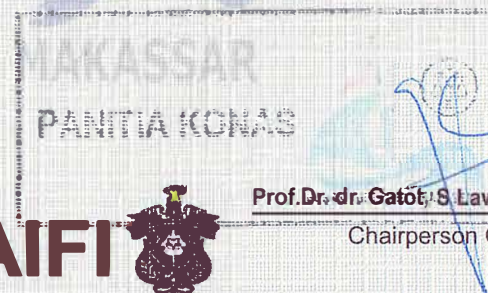 MAKASSAR
PANITIA KONAS
Prof.Dr. dr. Gatot, S Law
Chairperson
AIFI